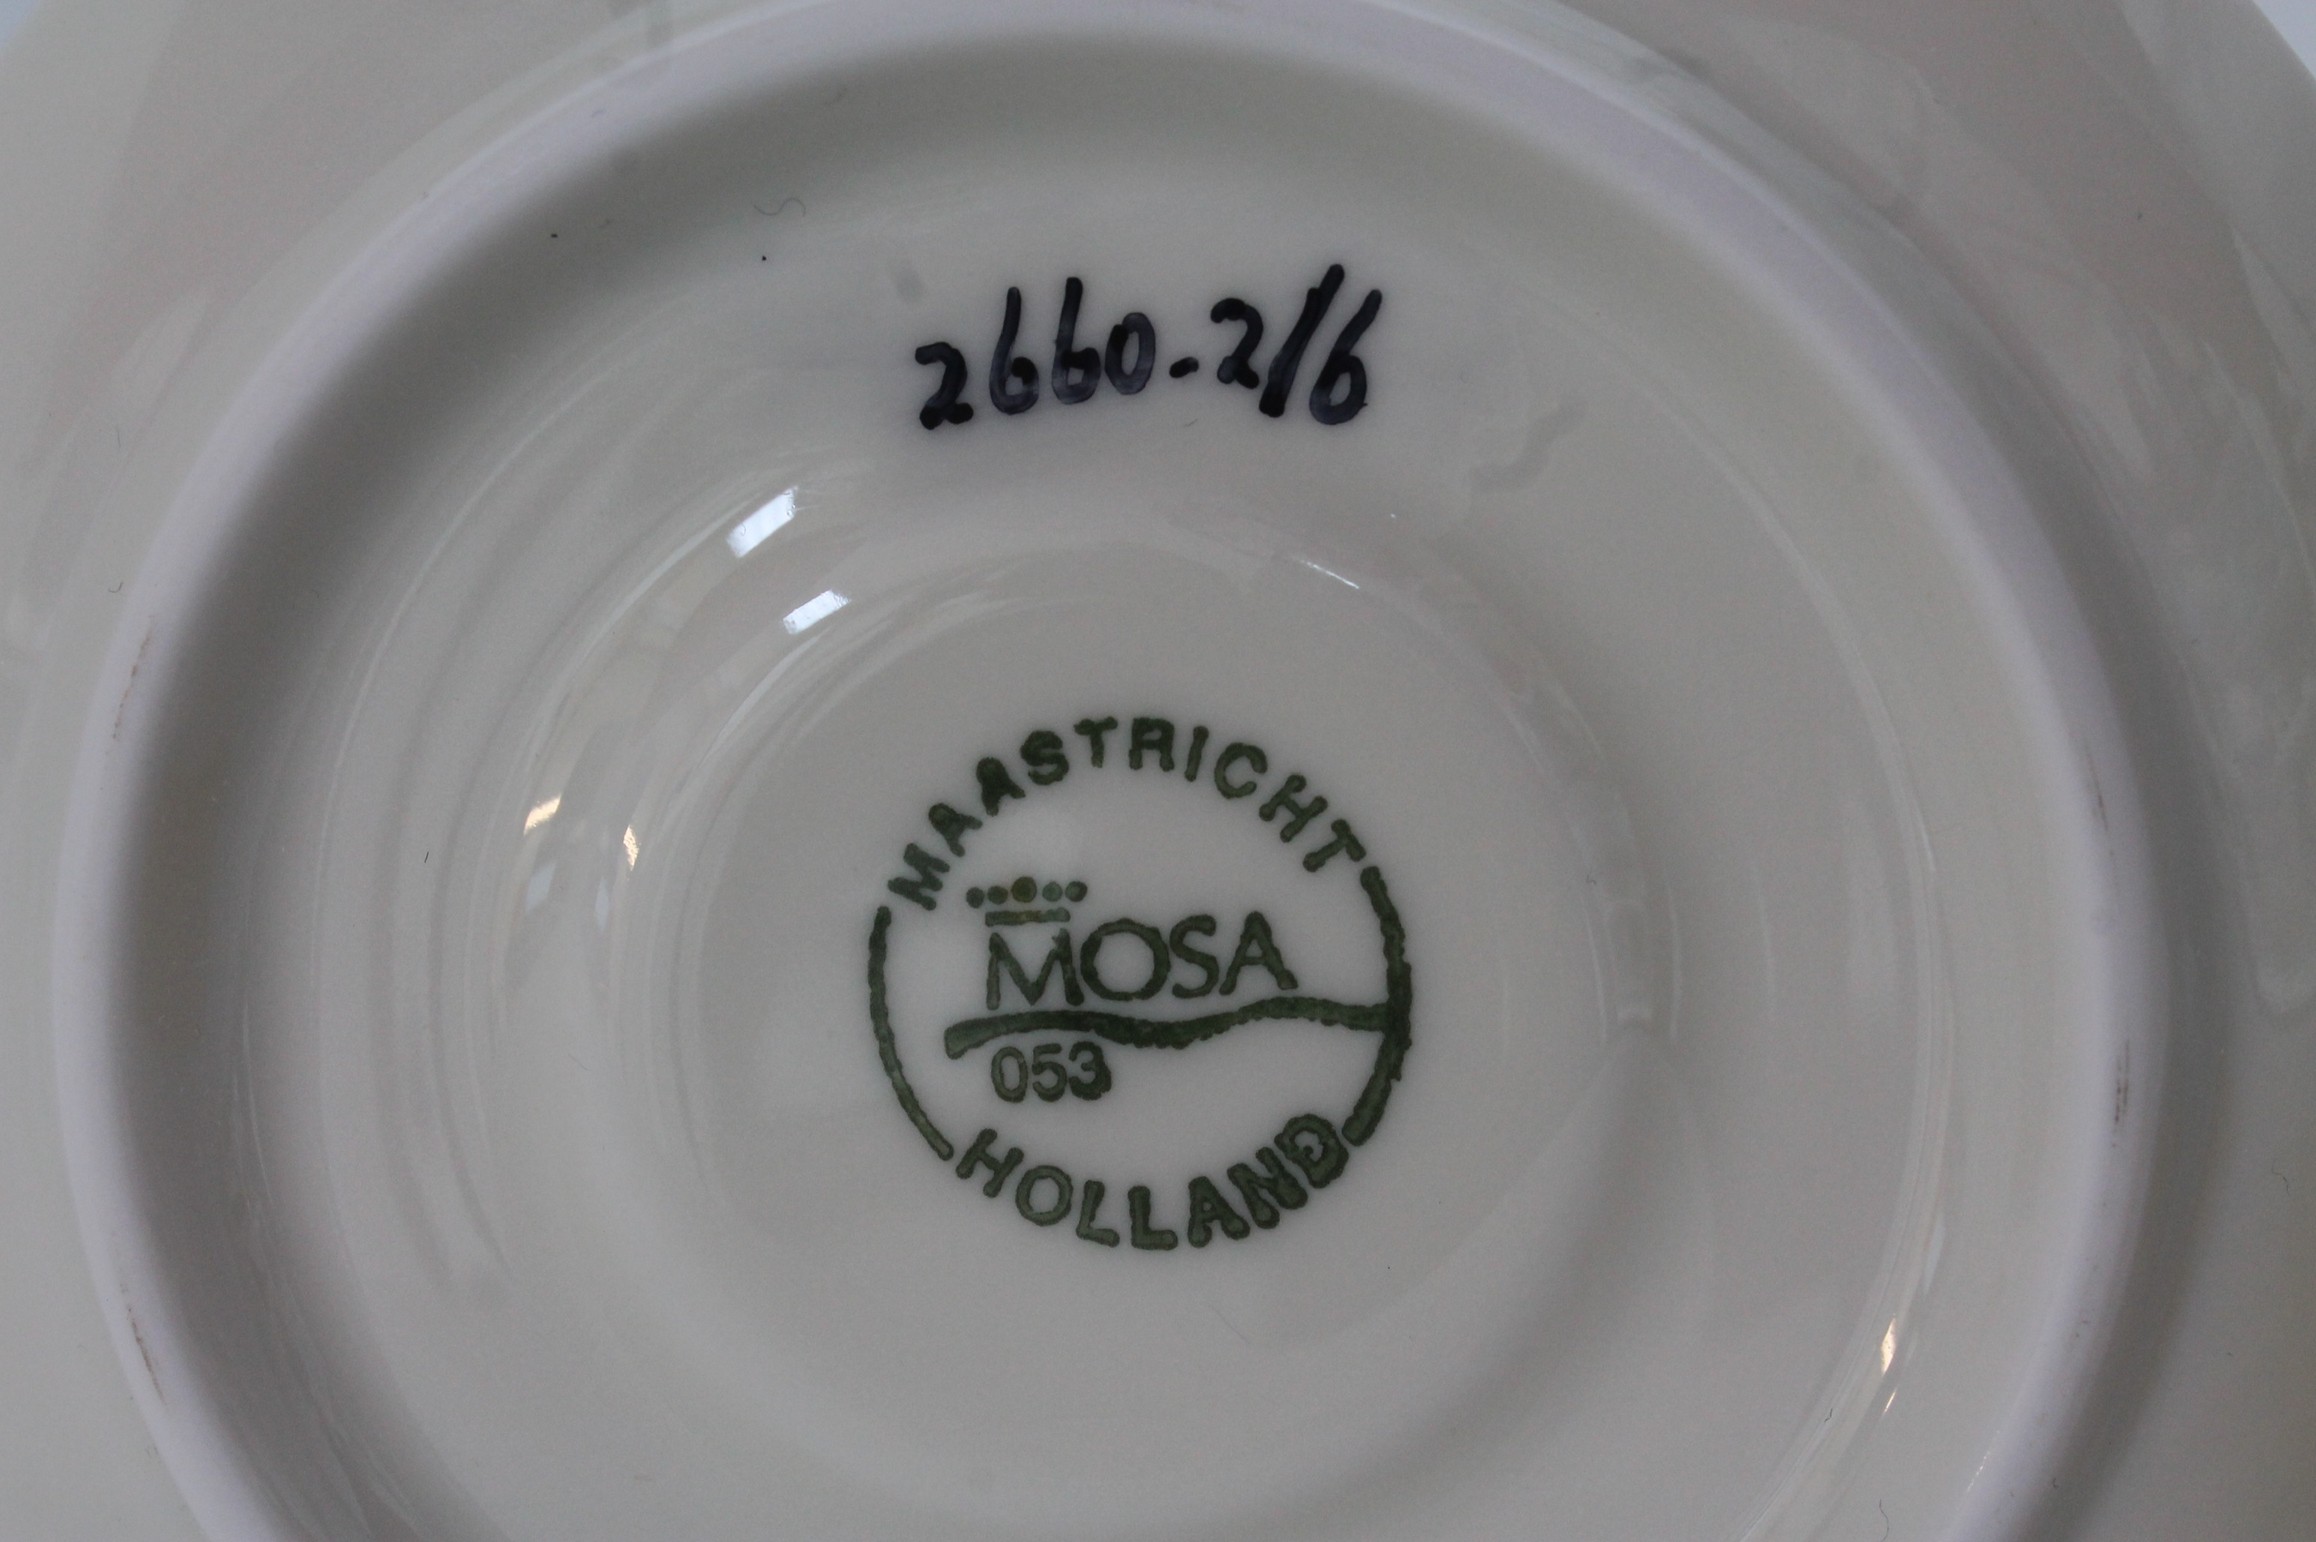 2660-2/6
MAASTRICHT
MOSA
053
HOLLAND